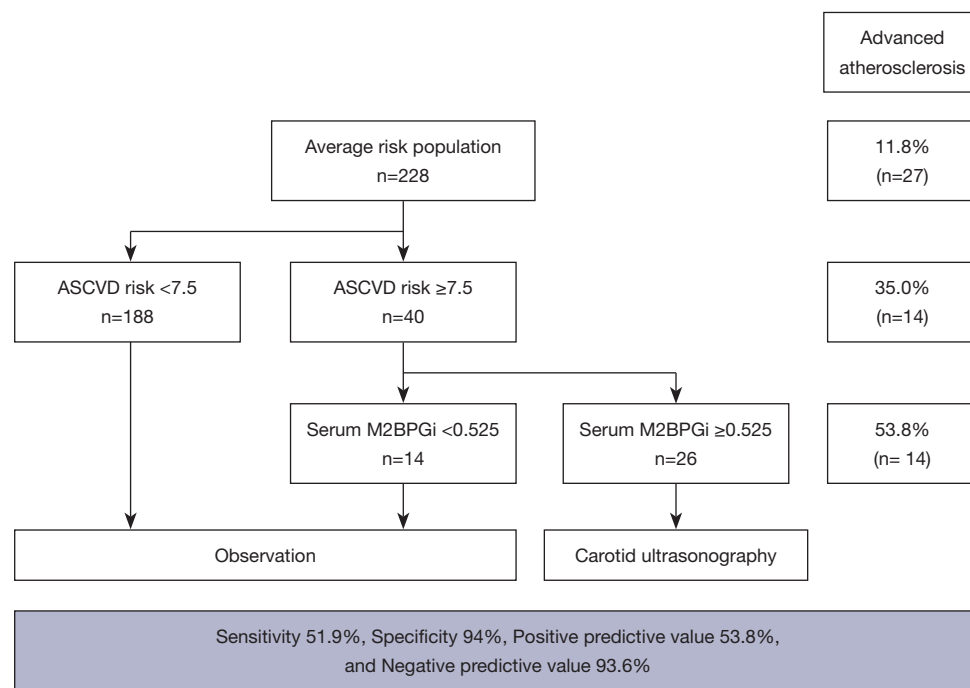 Advanced
atherosclerosis
Average risk population
n=228
11.8%
(n=27)
ASCVD risk <7.5
n=188
ASCVD risk ≥7.5
n=40
35.0%
(n=14)
Serum M2BPGi <0.525
n=14
Serum M2BPGi ≥0.525
n=26
53.8%
(n= 14)
Observation
Carotid ultrasonography
Sensitivity 51.9%, Specificity 94%, Positive predictive value 53.8%,
and Negative predictive value 93.6%